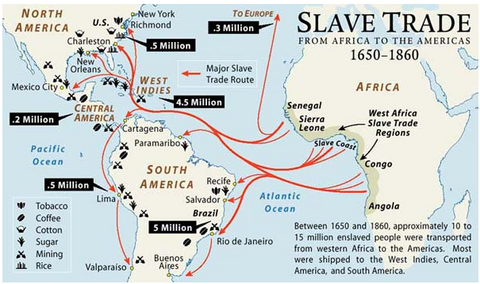 SLAVE TRADE
FROM AFRICA TO THE AMERICAS
1650–1860
NORTH
AMERICA
U.S.
New York
Richmond
Charleston
.5 Million
New
Orleans
TO EUROPE
.3 Million
Major Slave
Trade Route
Mexico City
WEST
INDIES
4.5 Million
.2 Million
CENTRAL
AMERICA
Cartagena
Paramaribo
Pacific
Ocean
SOUTH
AMERICA
.5 Million
Lima
Recife
Salvador
Brazil
5 Million
Rio de Janeiro
Valparaiso
Buenos
Aires
Atlantic
Ocean
AFRICA
Senegal
Sierra
Leone
West Africa
Slave Trade
Regions
Slave Coast
Congo
Angola
Tobacco
Coffee
Cotton
Sugar
Mining
Rice
Between 1650 and 1860, approximately 10 to
15 million enslaved people were transported
from western Africa to the Americas. Most
were shipped to the West Indies, Central
America, and South America.